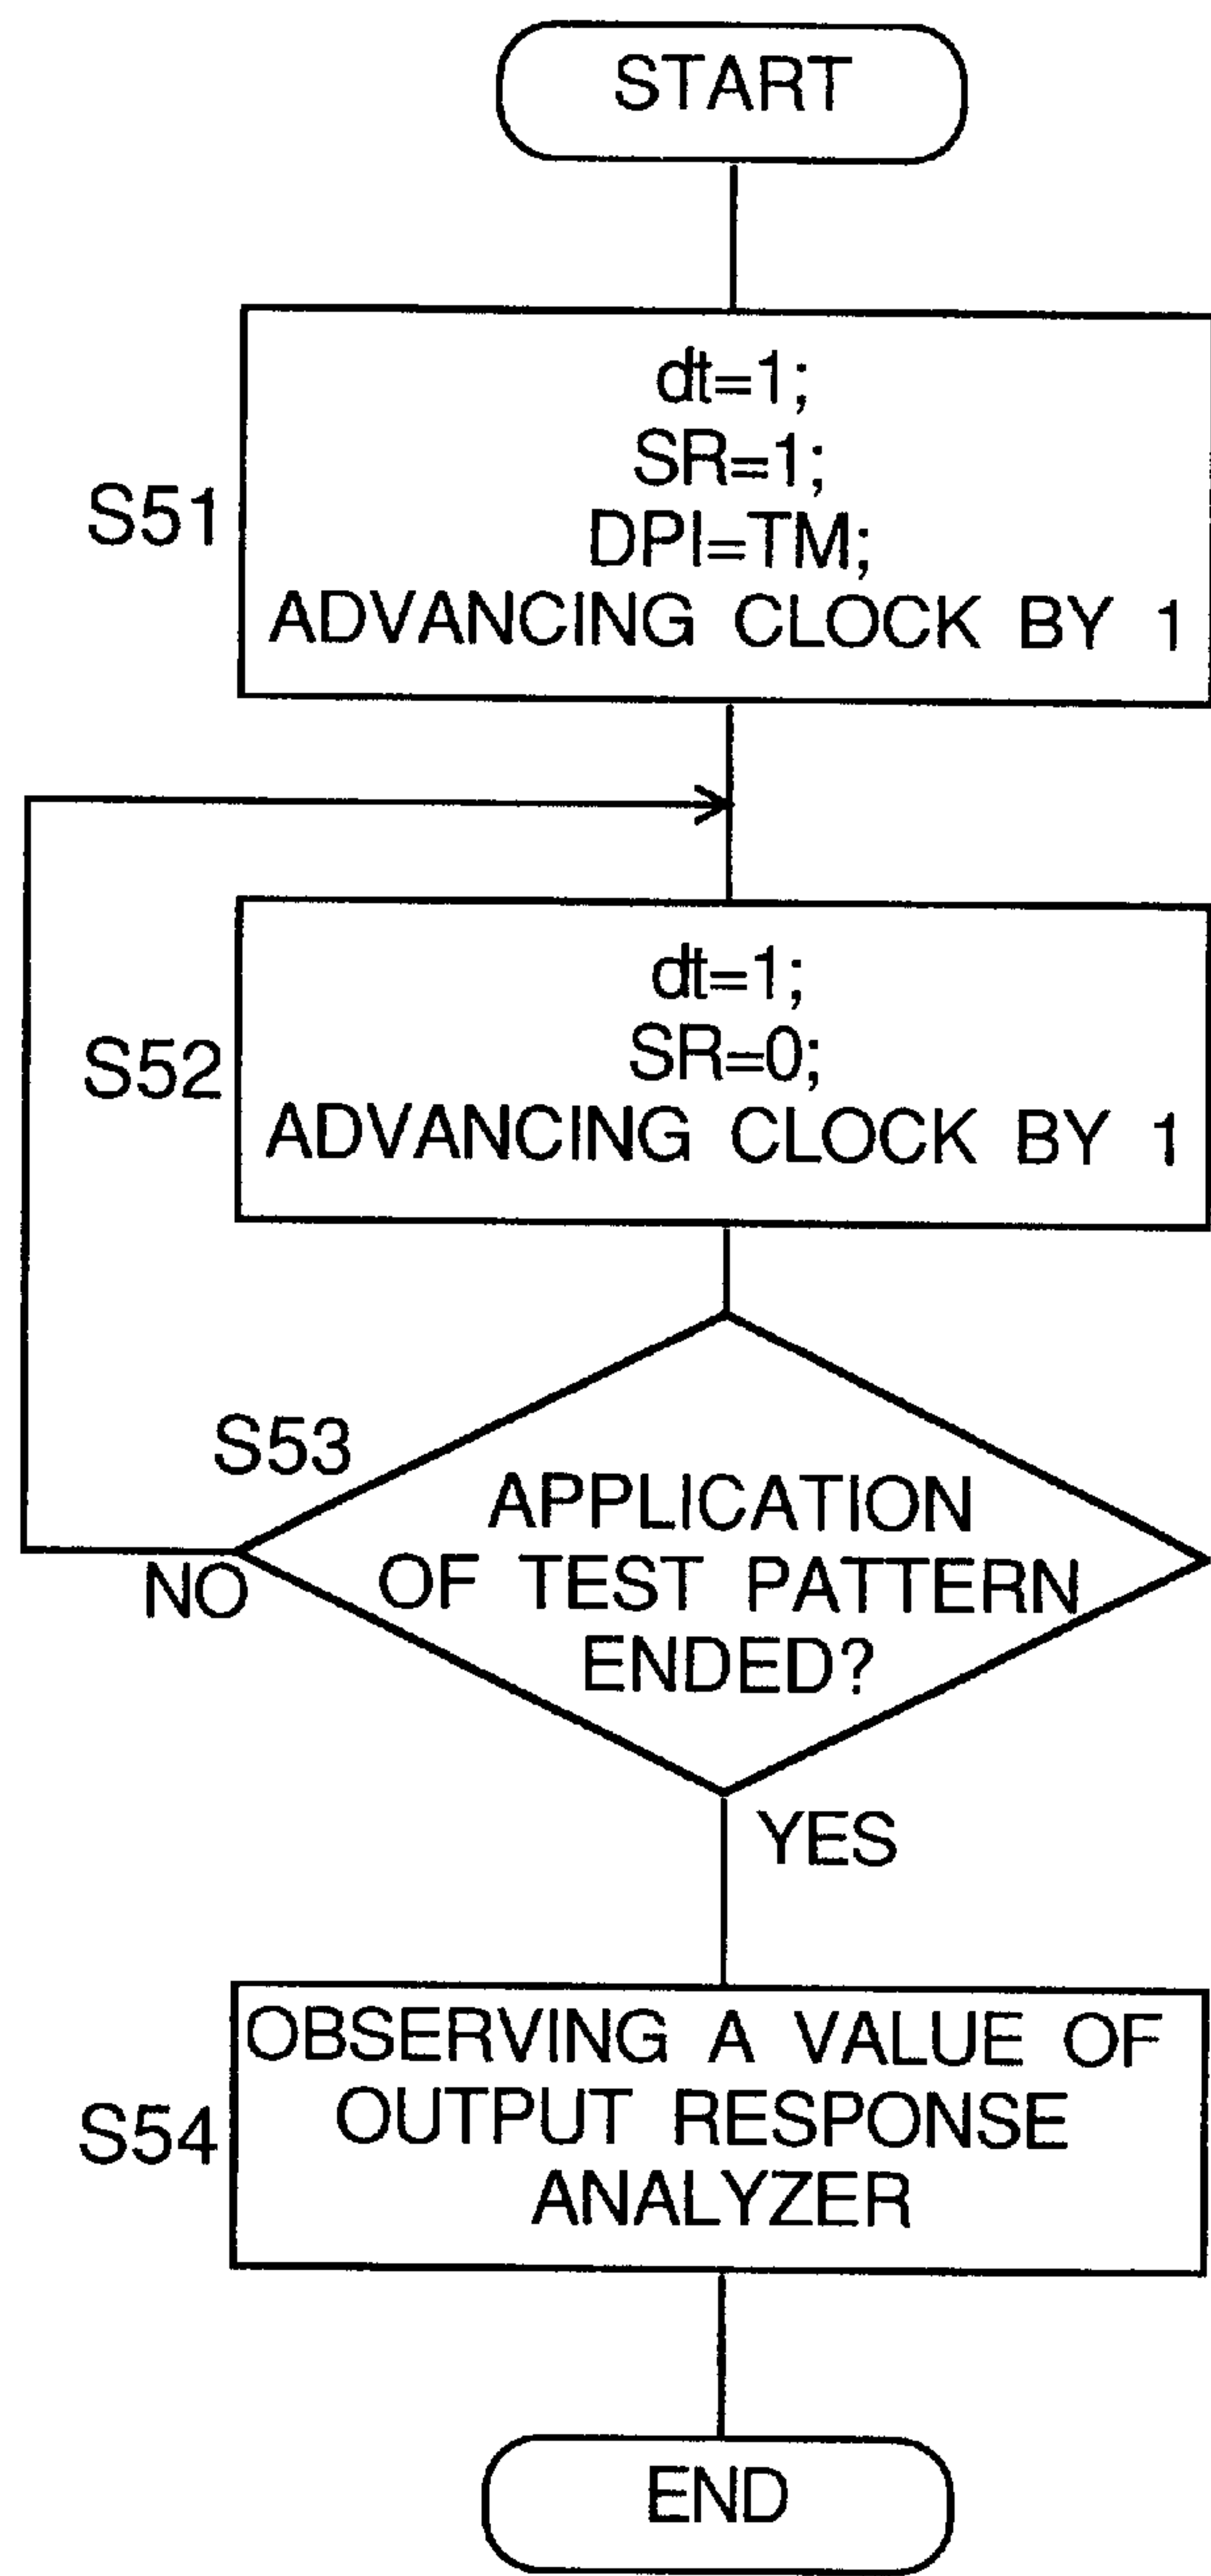 START
dt=1;
SR=1;
DPI=TM;
ADVANCING CLOCK BY 1
S51
dt=1;
SR=0;
ADVANCING CLOCK BY 1
S52
S53
APPLICATION
OF TEST PATTERN
ENDED?
NO
YES
OBSERVING A VALUE OF
OUTPUT RESPONSE
ANALYZER
S54
END